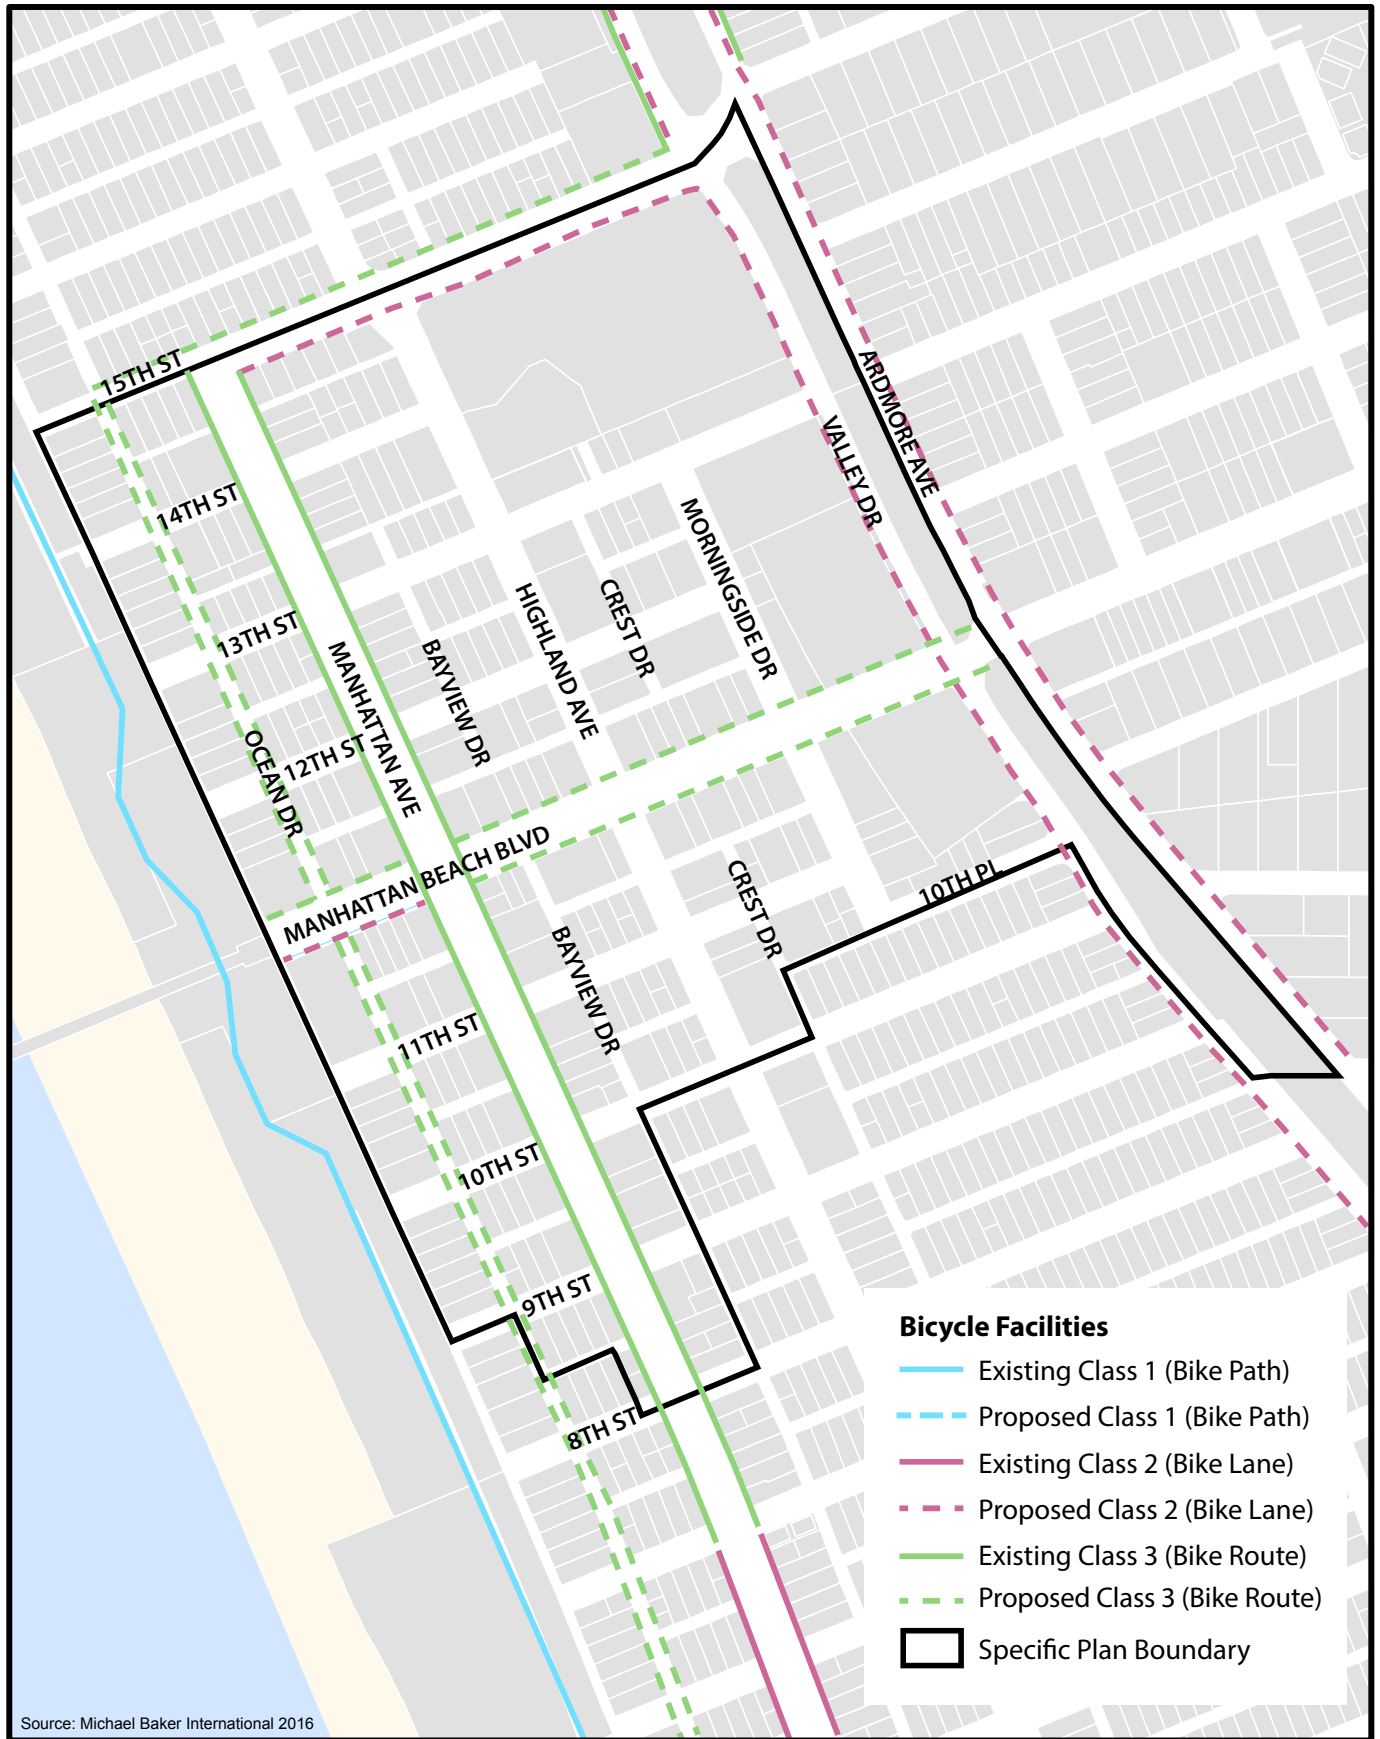 15TH ST
ARDMORE AVE
VALLEY DR
14TH ST
MORNINGSIDE DR
CREST DR
HIGHLAND AVE
13TH ST
BAYVIEW DR
MANHATTAN AVE
OCEAN DR
12TH ST
MANHATTAN BEACH BLVD
CREST DR
10TH PL
BAYVIEW DR
11TH ST
10TH ST
9TH ST
8TH ST
Bicycle Facilities
Existing Class 1 (Bike Path)
Proposed Class 1 (Bike Path)
Existing Class 2 (Bike Lane)
Proposed Class 2 (Bike Lane)
Existing Class 3 (Bike Route)
Proposed Class 3 (Bike Route)
Specific Plan Boundary
Source: Michael Baker International 2016